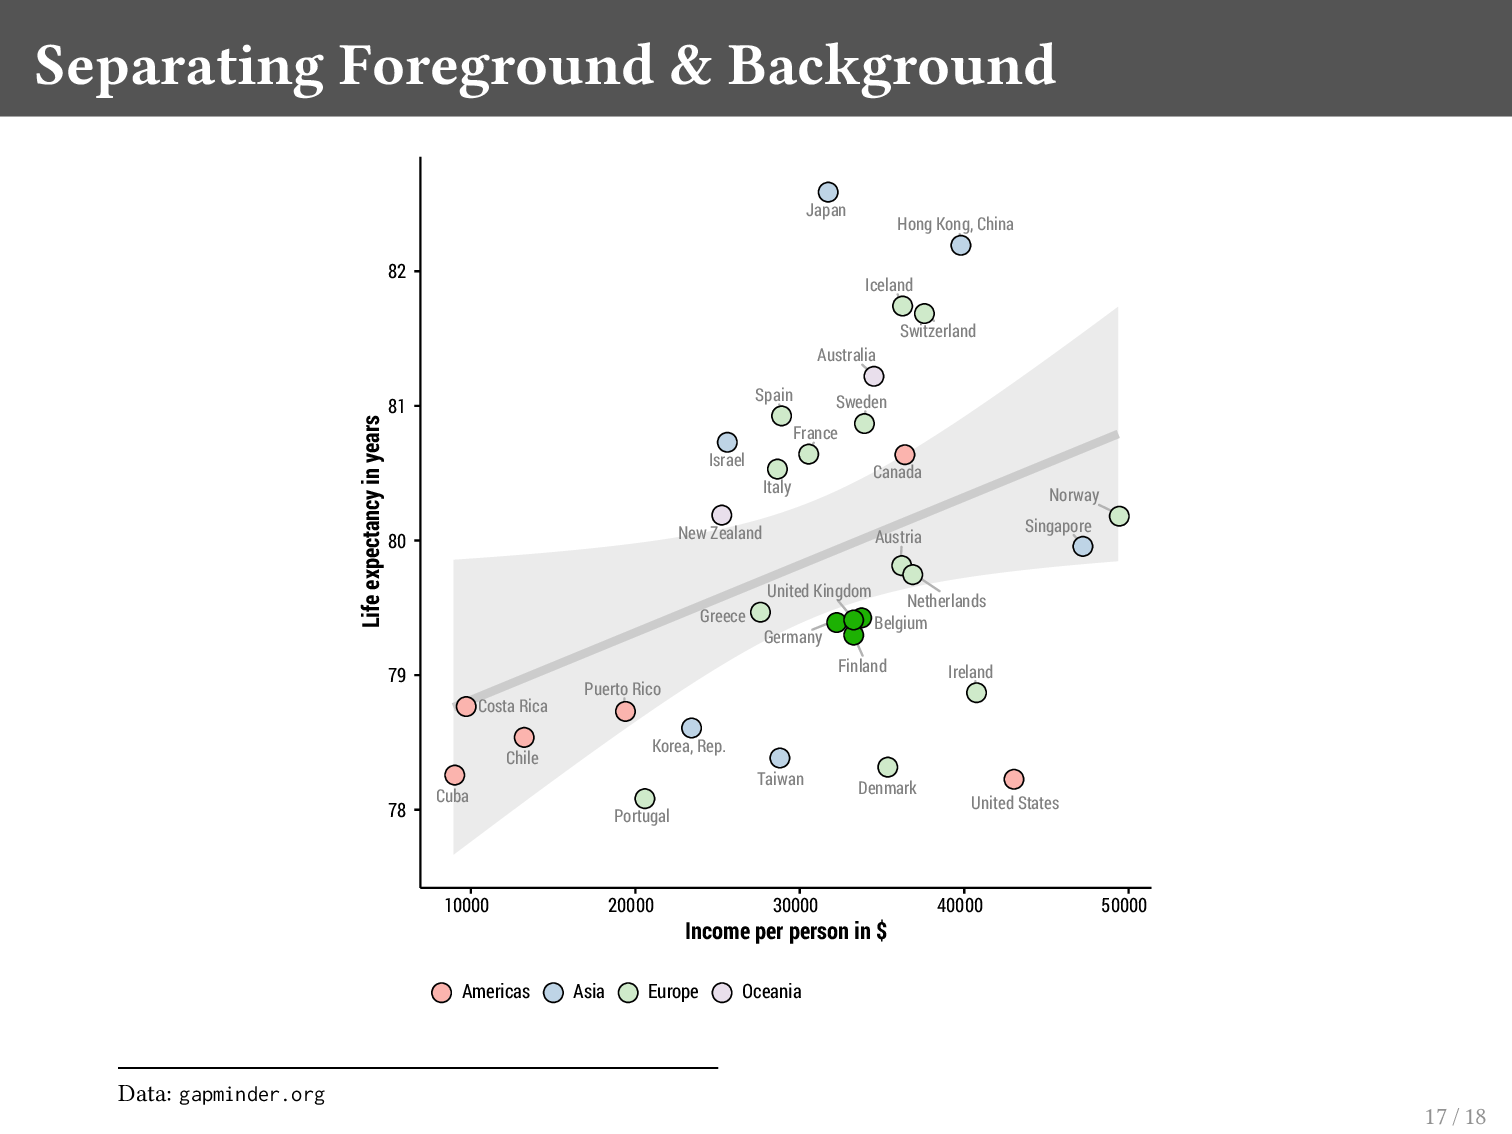 Separating Foreground & Background
Japan
Hong Kong, China
82
Iceland
Switzerland
Australia
Spain
Sweden
81
France
Israel
Canada
Italy
Norway
New Zealand
Singapore
Austria
80
United Kingdom
Netherlands
Greece
Belgium
Germany
Finland
Ireland
79
Puerto Rico
Costa Rica
Korea, Rep.
Chile
Taiwan
Denmark
Cuba
United States
78
Portugal
Life expectancy in years
10000 20000 30000 40000 50000
Income per person in $
Americas Asia Europe Oceania
Data: gapminder.org
17 / 18